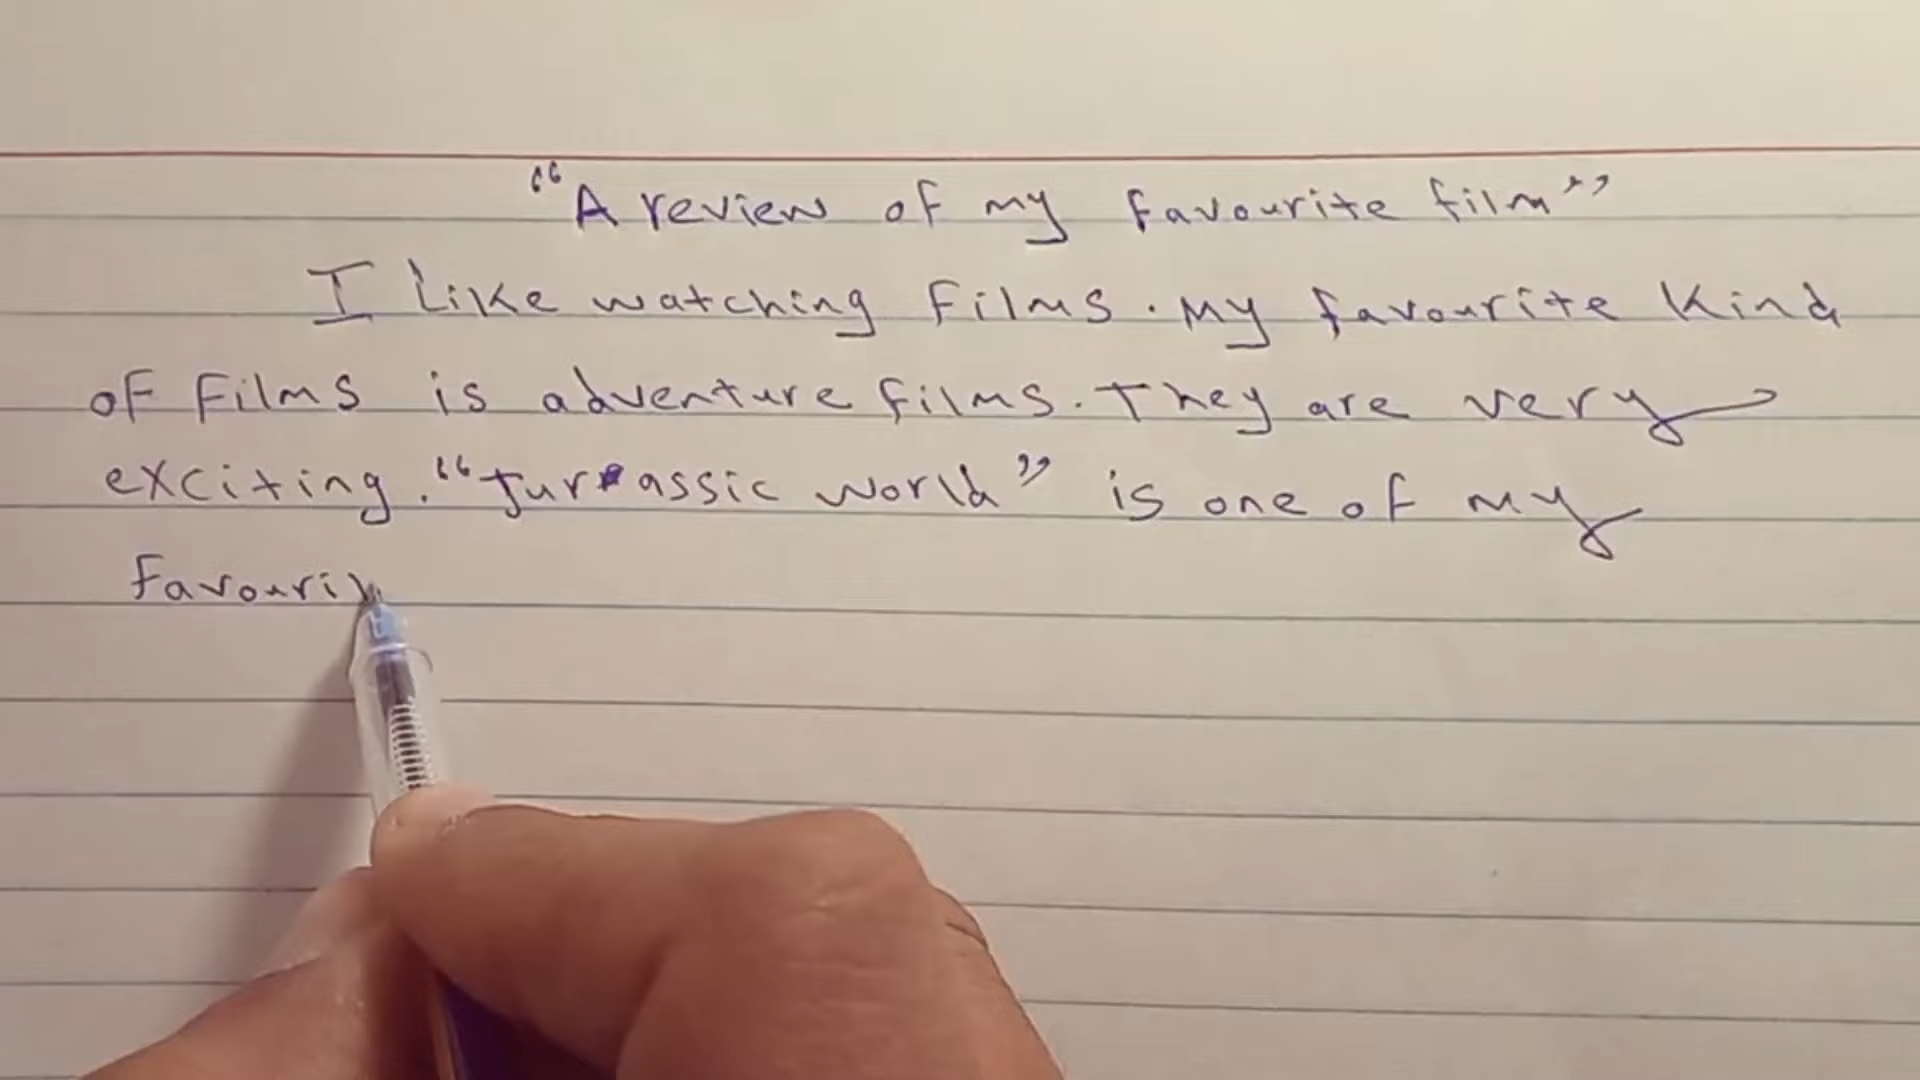 "A review of my favourite film"
I Like watching films. My favourite kind
of films is adventure films. They are very
exciting. "Jurassic World" is one of my
favouri